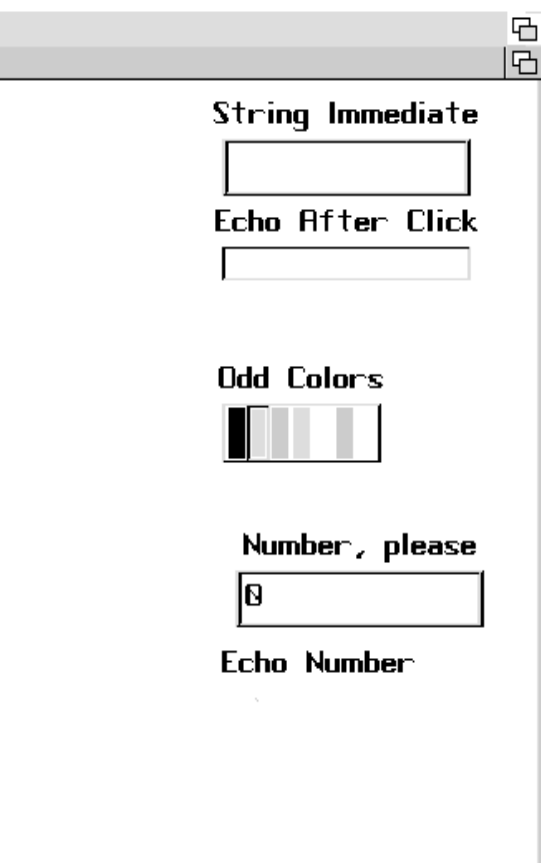 String Immediate
Echo After Click
Odd Colors
Number, please
0
Echo Number